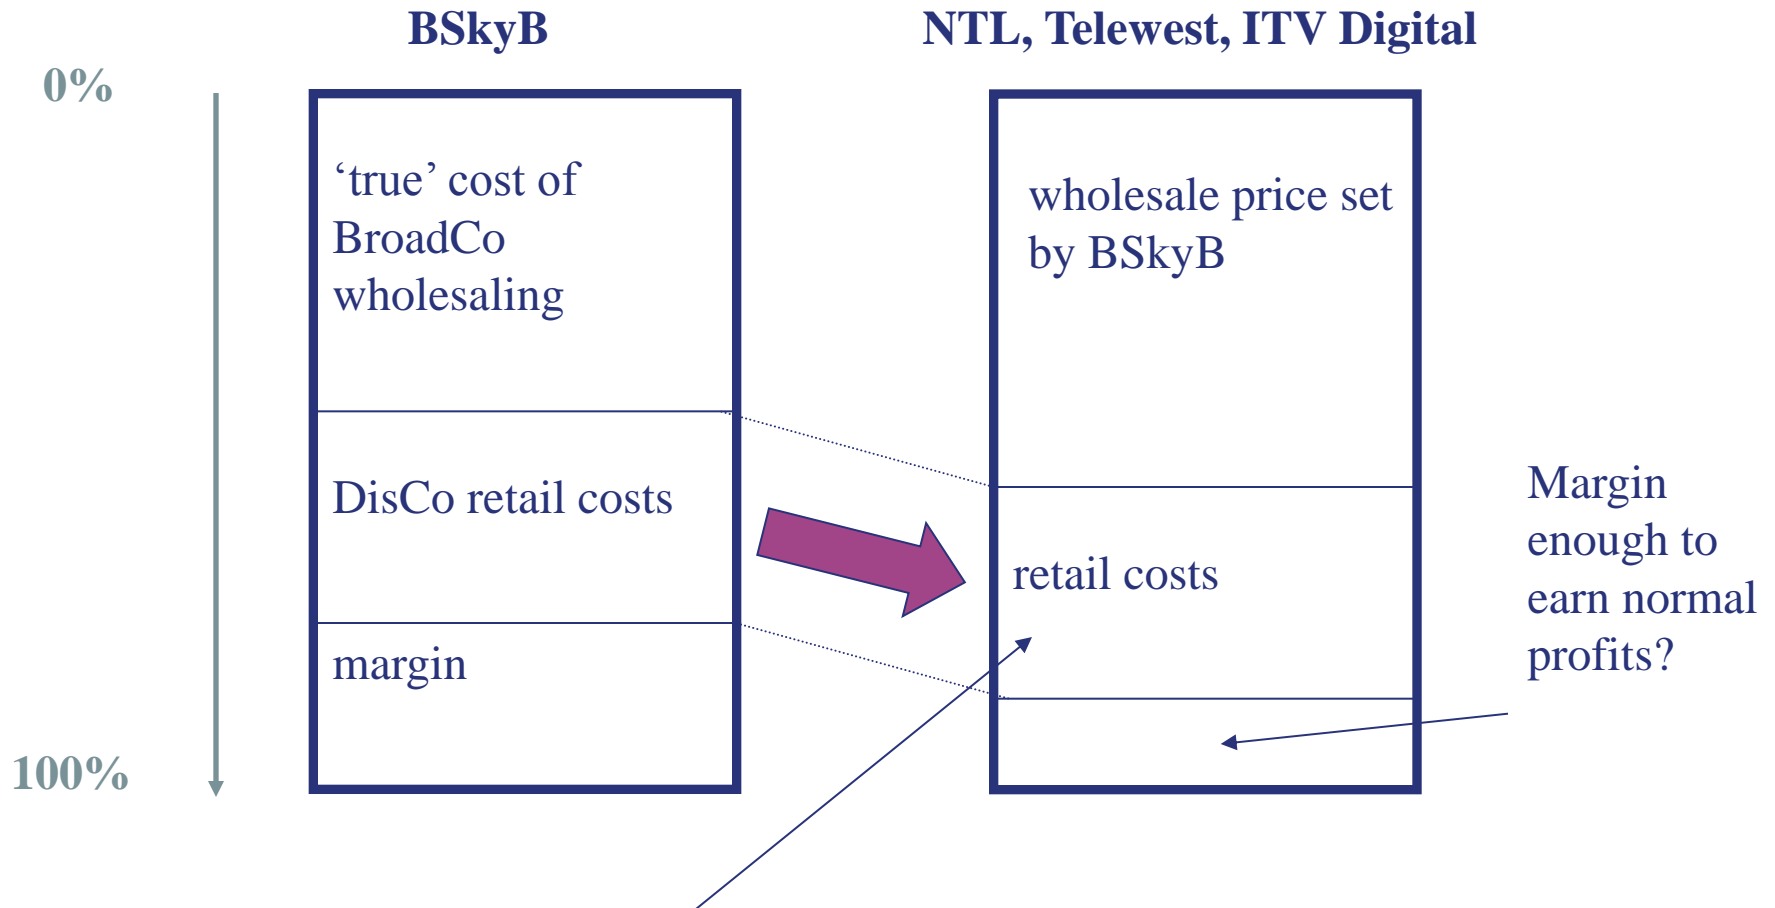 BSkyB
NTL, Telewest, ITV Digital
0%
‘true’ cost of
BroadCo
wholesaling
wholesale price set
by BSkyB
DisCo retail costs
retail costs
Margin
enough to
earn normal
profits?
margin
100%